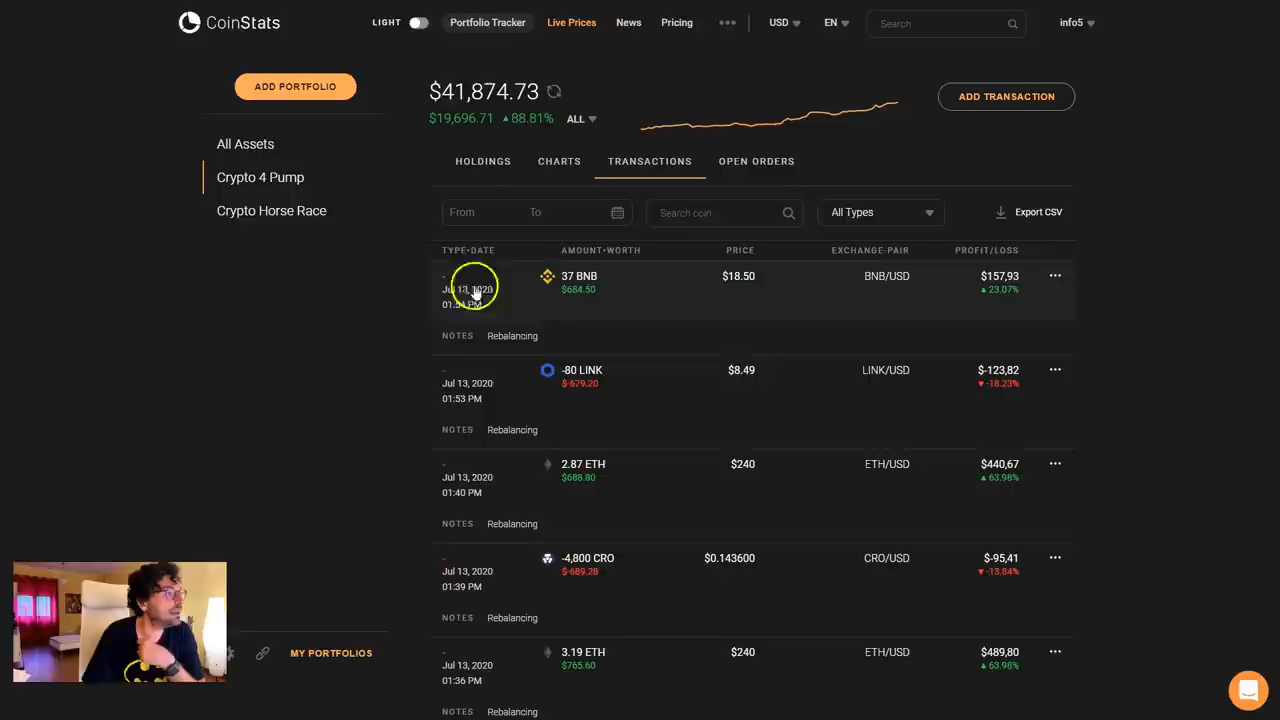 CoinStats
LIGHT
Portfolio Tracker
Live Prices
News
Pricing
USD
EN
Search
info5
ADD PORTFOLIO
All Assets
Crypto 4 Pump
Crypto Horse Race
$41,874.73
$19,696.71 88.81% ALL
ADD TRANSACTION
HOLDINGS CHARTS TRANSACTIONS OPEN ORDERS
From To Search coin All Types Export CSV
TYPE•DATE AMOUNT•WORTH PRICE EXCHANGE-PAIR PROFIT/LOSS
- 37 BNB $18.50 BNB/USD $157,93
Jul 13, 2020 $684.50 23.07%
01:54 PM
NOTES Rebalancing
- -80 LINK $8.49 LINK/USD $-123,82
Jul 13, 2020 $-679.20 -18.23%
01:53 PM
NOTES Rebalancing
- 2.87 ETH $240 ETH/USD $440,67
Jul 13, 2020 $688.80 63.98%
01:40 PM
NOTES Rebalancing
- -4,800 CRO $0.143600 CRO/USD $-95,41
Jul 13, 2020 $-689.28 -13.84%
01:39 PM
NOTES Rebalancing
- 3.19 ETH $240 ETH/USD $489,80
Jul 13, 2020 $765.60 63.98%
01:36 PM
NOTES Rebalancing
MY PORTFOLIOS